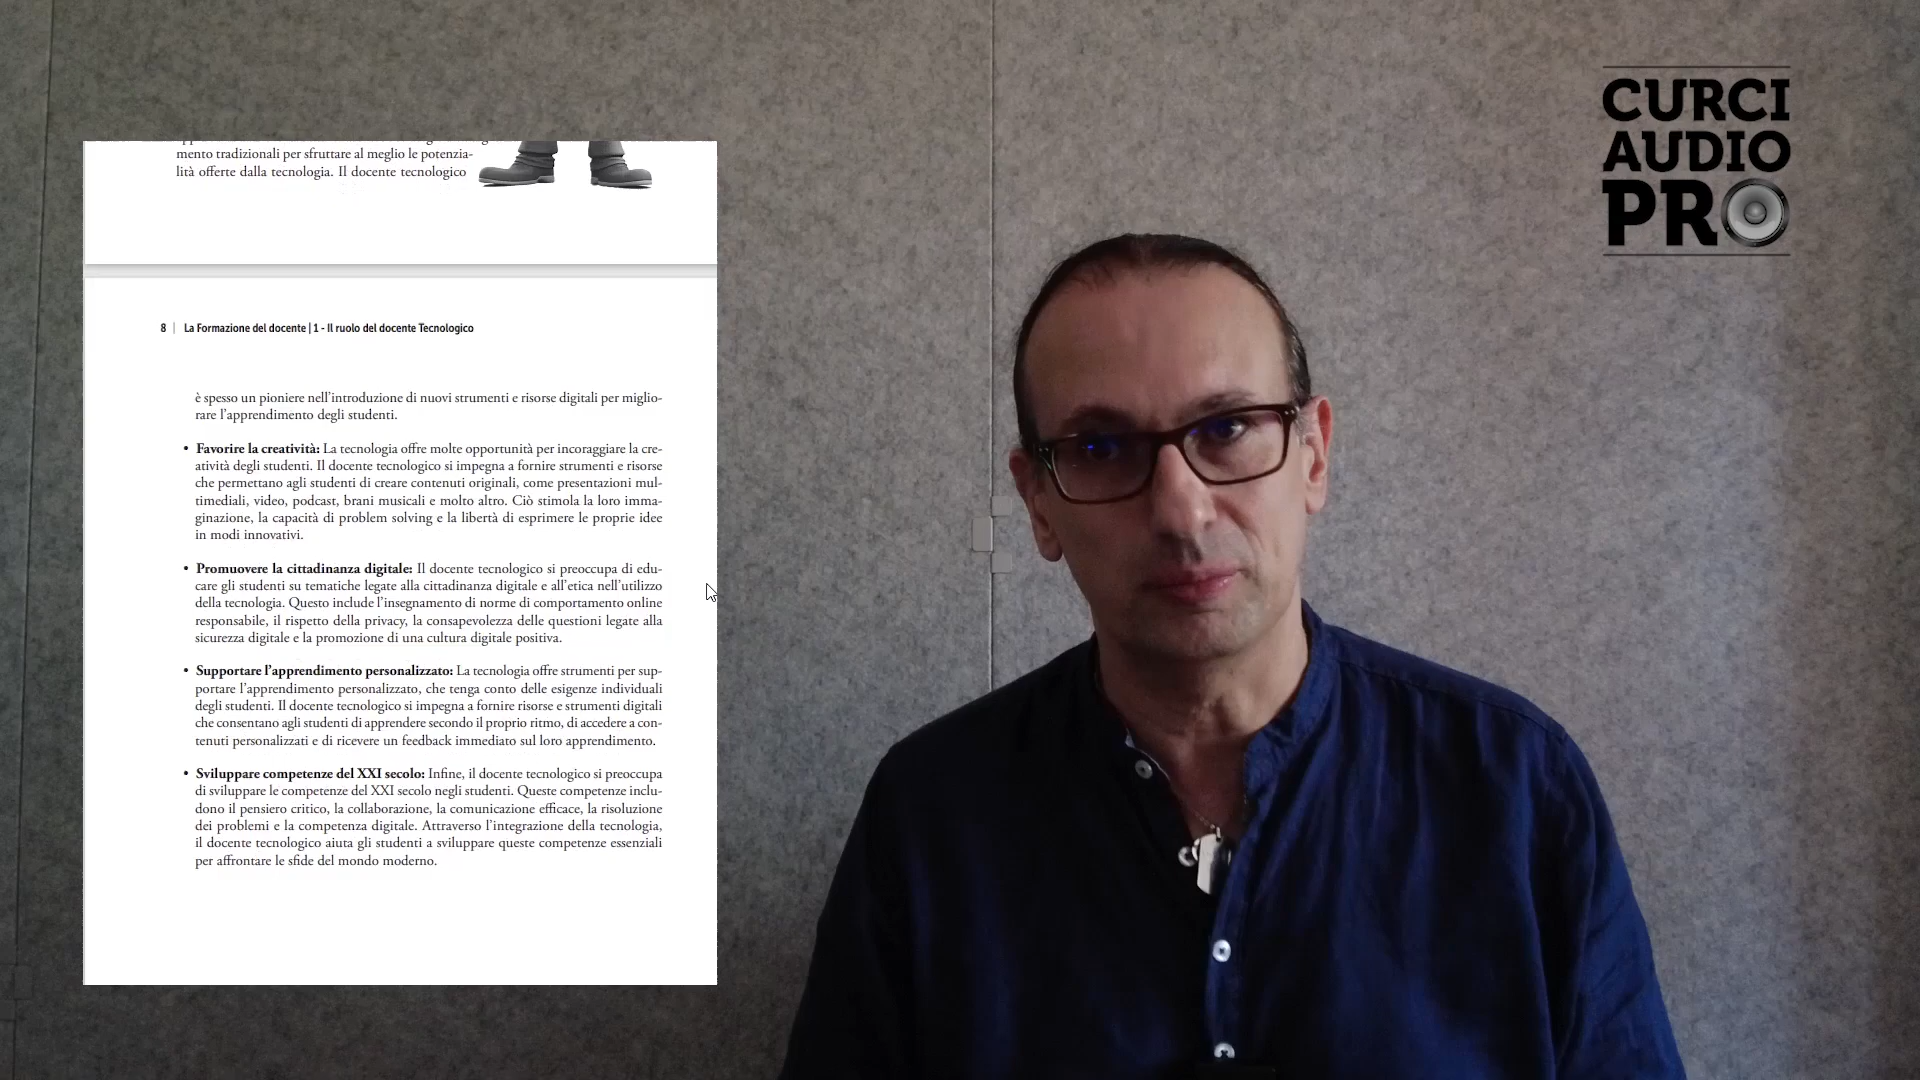 mento tradizionali per sfruttare al meglio le potenzia-
lità offerte dalla tecnologia. Il docente tecnologico
8 | La Formazione del docente | 1 - Il ruolo del docente Tecnologico
è spesso un pioniere nell’introduzione di nuovi strumenti e risorse digitali per miglio-
rare l’apprendimento degli studenti.
• Favorire la creatività: La tecnologia offre molte opportunità per incoraggiare la cre-
atività degli studenti. Il docente tecnologico si impegna a fornire strumenti e risorse
che permettano agli studenti di creare contenuti originali, come presentazioni mul-
timediali, video, podcast, brani musicali e molto altro. Ciò stimola la loro imma-
ginazione, la capacità di problem solving e la libertà di esprimere le proprie idee
in modi innovativi.
• Promuovere la cittadinanza digitale: Il docente tecnologico si preoccupa di edu-
care gli studenti su tematiche legate alla cittadinanza digitale e all’etica nell’utilizzo
della tecnologia. Questo include l’insegnamento di norme di comportamento online
responsabile, il rispetto della privacy, la consapevolezza delle questioni legate alla
sicurezza digitale e la promozione di una cultura digitale positiva.
• Supportare l’apprendimento personalizzato: La tecnologia offre strumenti per sup-
portare l’apprendimento personalizzato, che tenga conto delle esigenze individuali
degli studenti. Il docente tecnologico si impegna a fornire risorse e strumenti digitali
che consentano agli studenti di apprendere secondo il proprio ritmo, di accedere a con-
tenuti personalizzati e di ricevere un feedback immediato sul loro apprendimento.
• Sviluppare competenze del XXI secolo: Infine, il docente tecnologico si preoccupa
di sviluppare le competenze del XXI secolo negli studenti. Queste competenze inclu-
dono il pensiero critico, la collaborazione, la comunicazione efficace, la risoluzione
dei problemi e la competenza digitale. Attraverso l’integrazione della tecnologia,
il docente tecnologico aiuta gli studenti a sviluppare queste competenze essenziali
per affrontare le sfide del mondo moderno.
CURCI
AUDIO
PRO